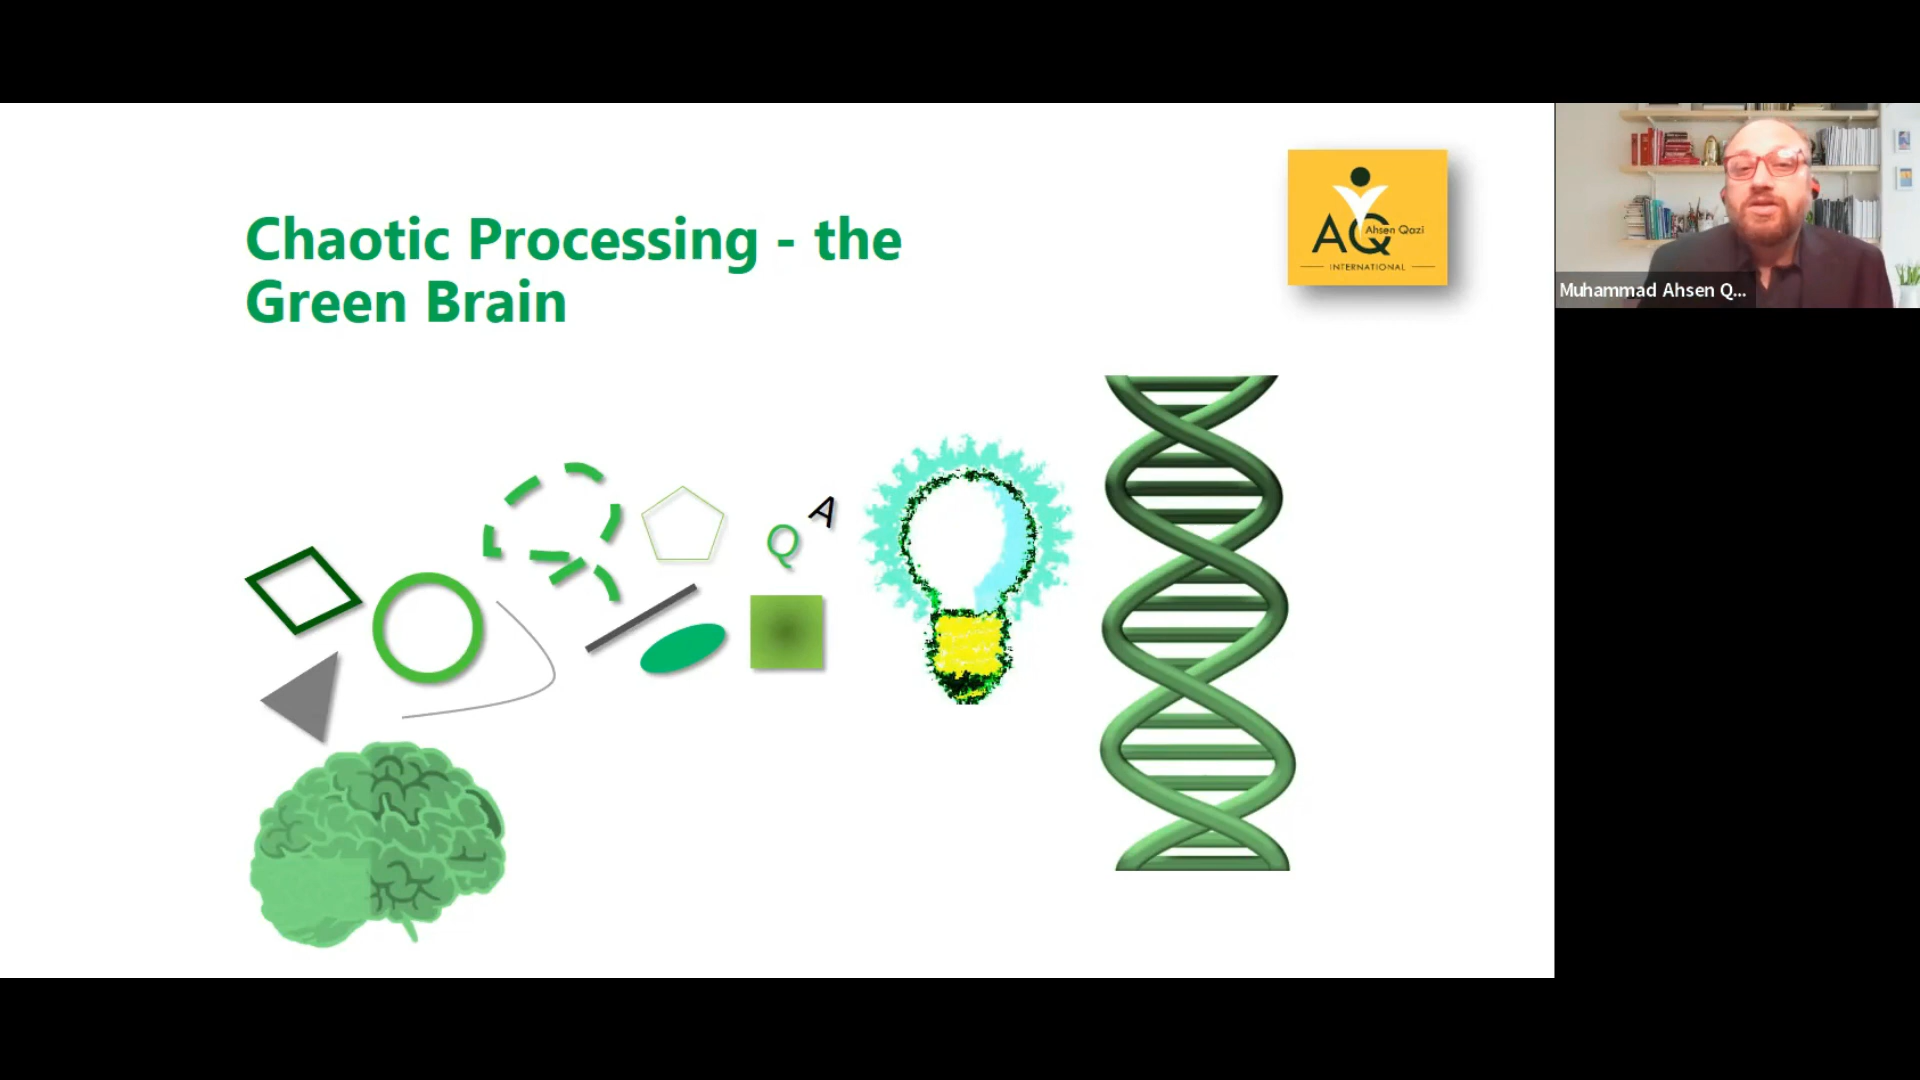 Chaotic Processing - the
Green Brain
AQ
Ahsen Qazi
INTERNATIONAL
Q
A
Muhammad Ahsen Q...